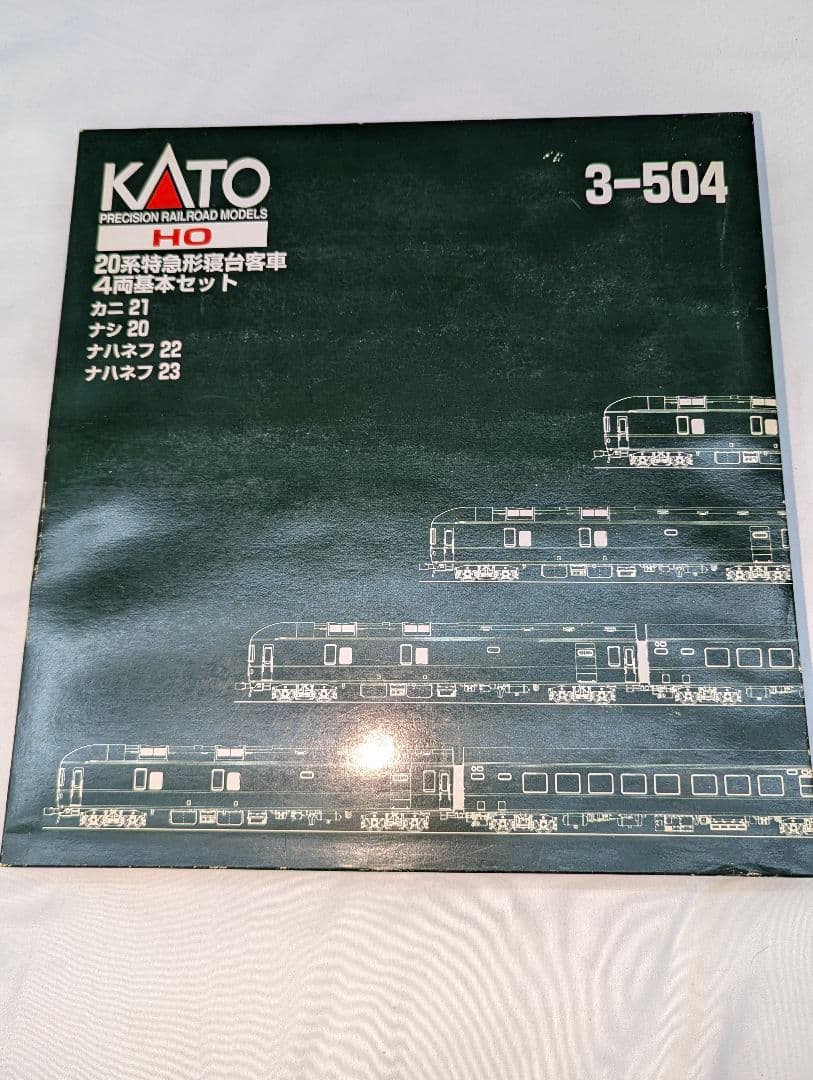 KATO
PRECISION RAILROAD MODELS
HO
3-504
20系特急形寝台客車
4両基本セット
カニ 21
ナシ 20
ナハネフ 22
ナハネフ 23